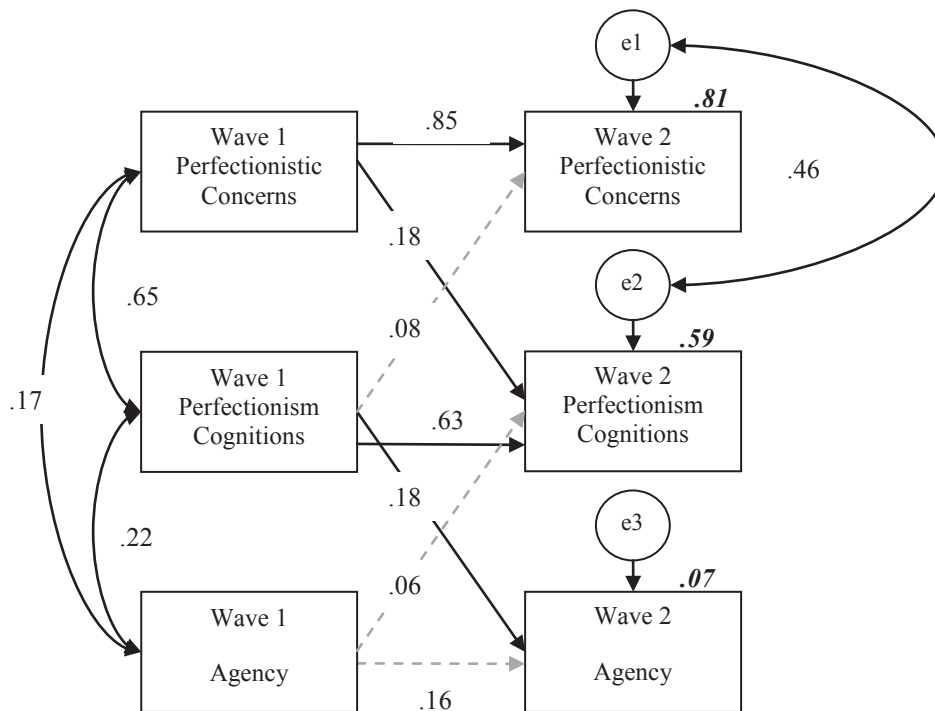 e1
.81
Wave 1
Perfectionistic
Concerns
.85
Wave 2
Perfectionistic
Concerns
.46
.18
e2
.65
.08
.59
Wave 1
Perfectionism
Cognitions
Wave 2
Perfectionism
Cognitions
.17
.63
.18
e3
.22
.06
.07
Wave 1
Agency
Wave 2
Agency
.16